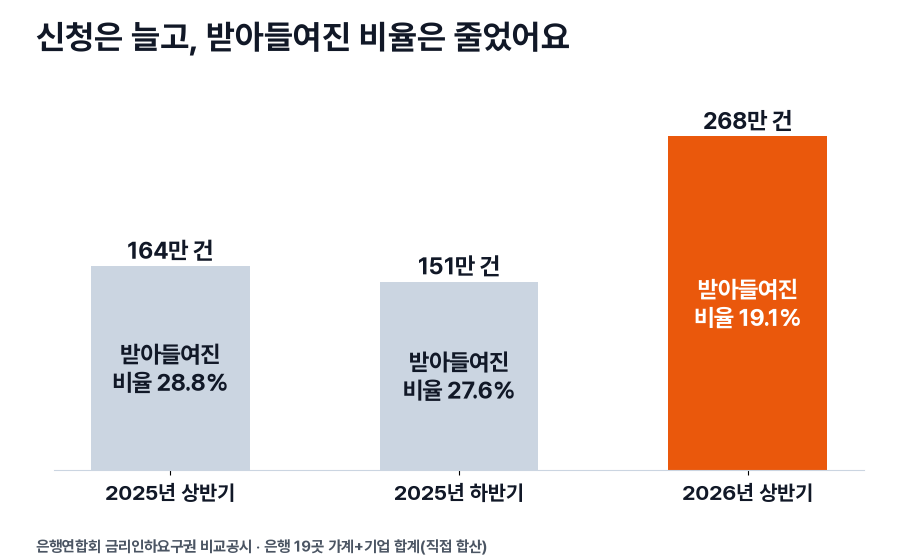 신청은 늘고, 받아들여진 비율은 줄었어요
268만 건
164만 건
151만 건
받아들여진
비율 28.8%
받아들여진
비율 27.6%
받아들여진
비율 19.1%
2025년 상반기
2025년 하반기
2026년 상반기
은행연합회 금리인하요구권 비교공시 · 은행 19곳 가계+기업 합계(직접 합산)